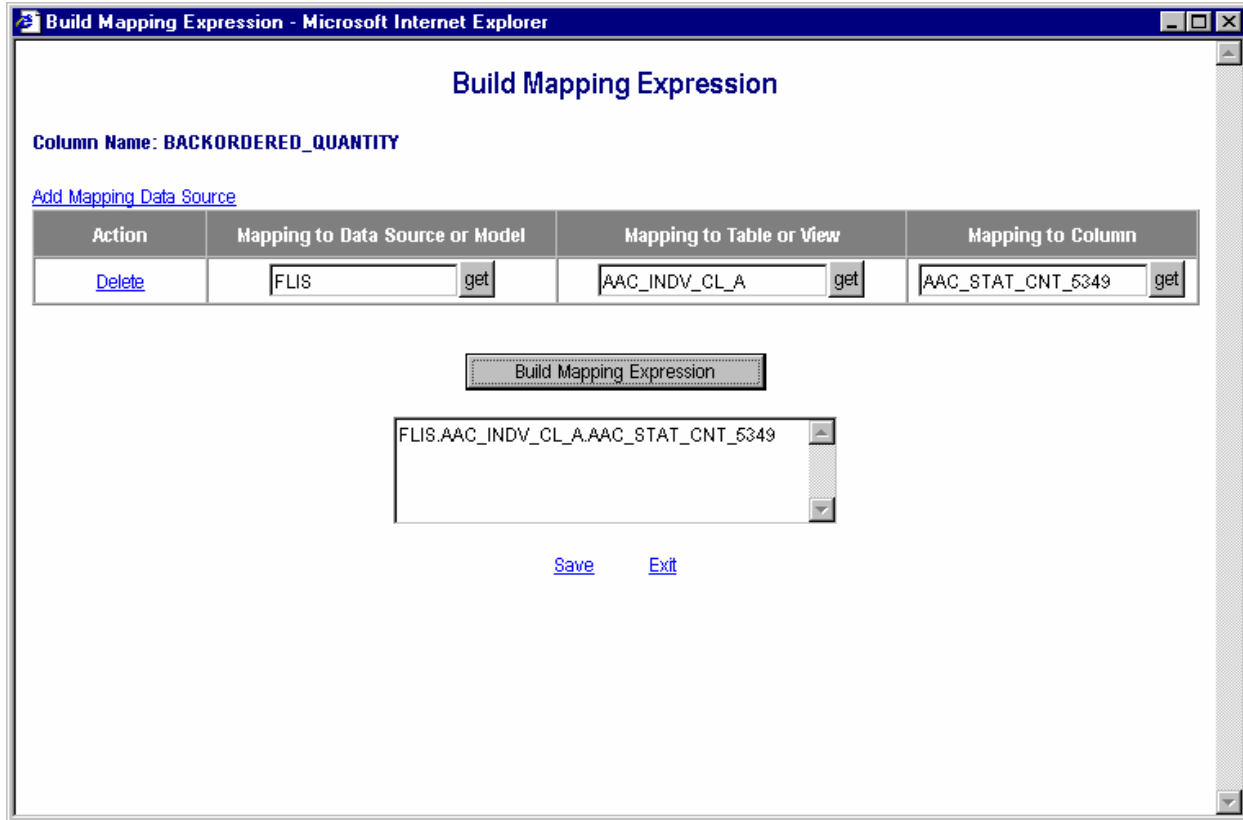 Build Mapping Expression - Microsoft Internet Explorer
Build Mapping Expression
Column Name: BACKORDERED_QUANTITY
Add Mapping Data Source
Action Mapping to Data Source or Model Mapping to Table or View Mapping to Column
Delete FLIS get AAC_INDV_CL_A get AAC_STAT_CNT_5349 get
Build Mapping Expression
FLIS.AAC_INDV_CL_A.AAC_STAT_CNT_5349
Save Exit